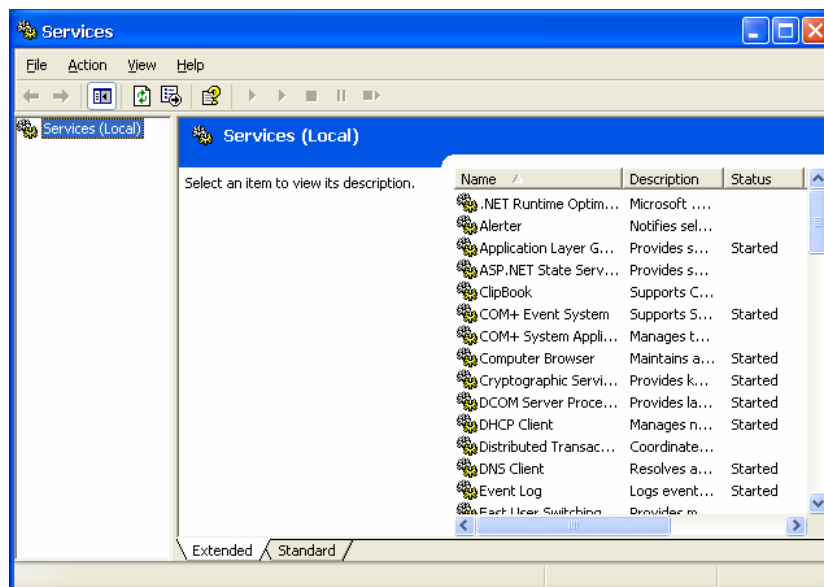 Services
File Action View Help
Services (Local)
Services (Local)
Select an item to view its description.
Name Description Status
.NET Runtime Optim... Microsoft ....
Alerter Notifies sel...
Application Layer G... Provides s... Started
ASP.NET State Serv... Provides s...
ClipBook Supports C...
COM+ Event System Supports S... Started
COM+ System Appli... Manages t...
Computer Browser Maintains a... Started
Cryptographic Servi... Provides k... Started
DCOM Server Proce... Provides la... Started
DHCP Client Manages n... Started
Distributed Transac... Coordinate...
DNS Client Resolves a... Started
Event Log Logs event... Started
Fast User Switching Provides m
Extended Standard